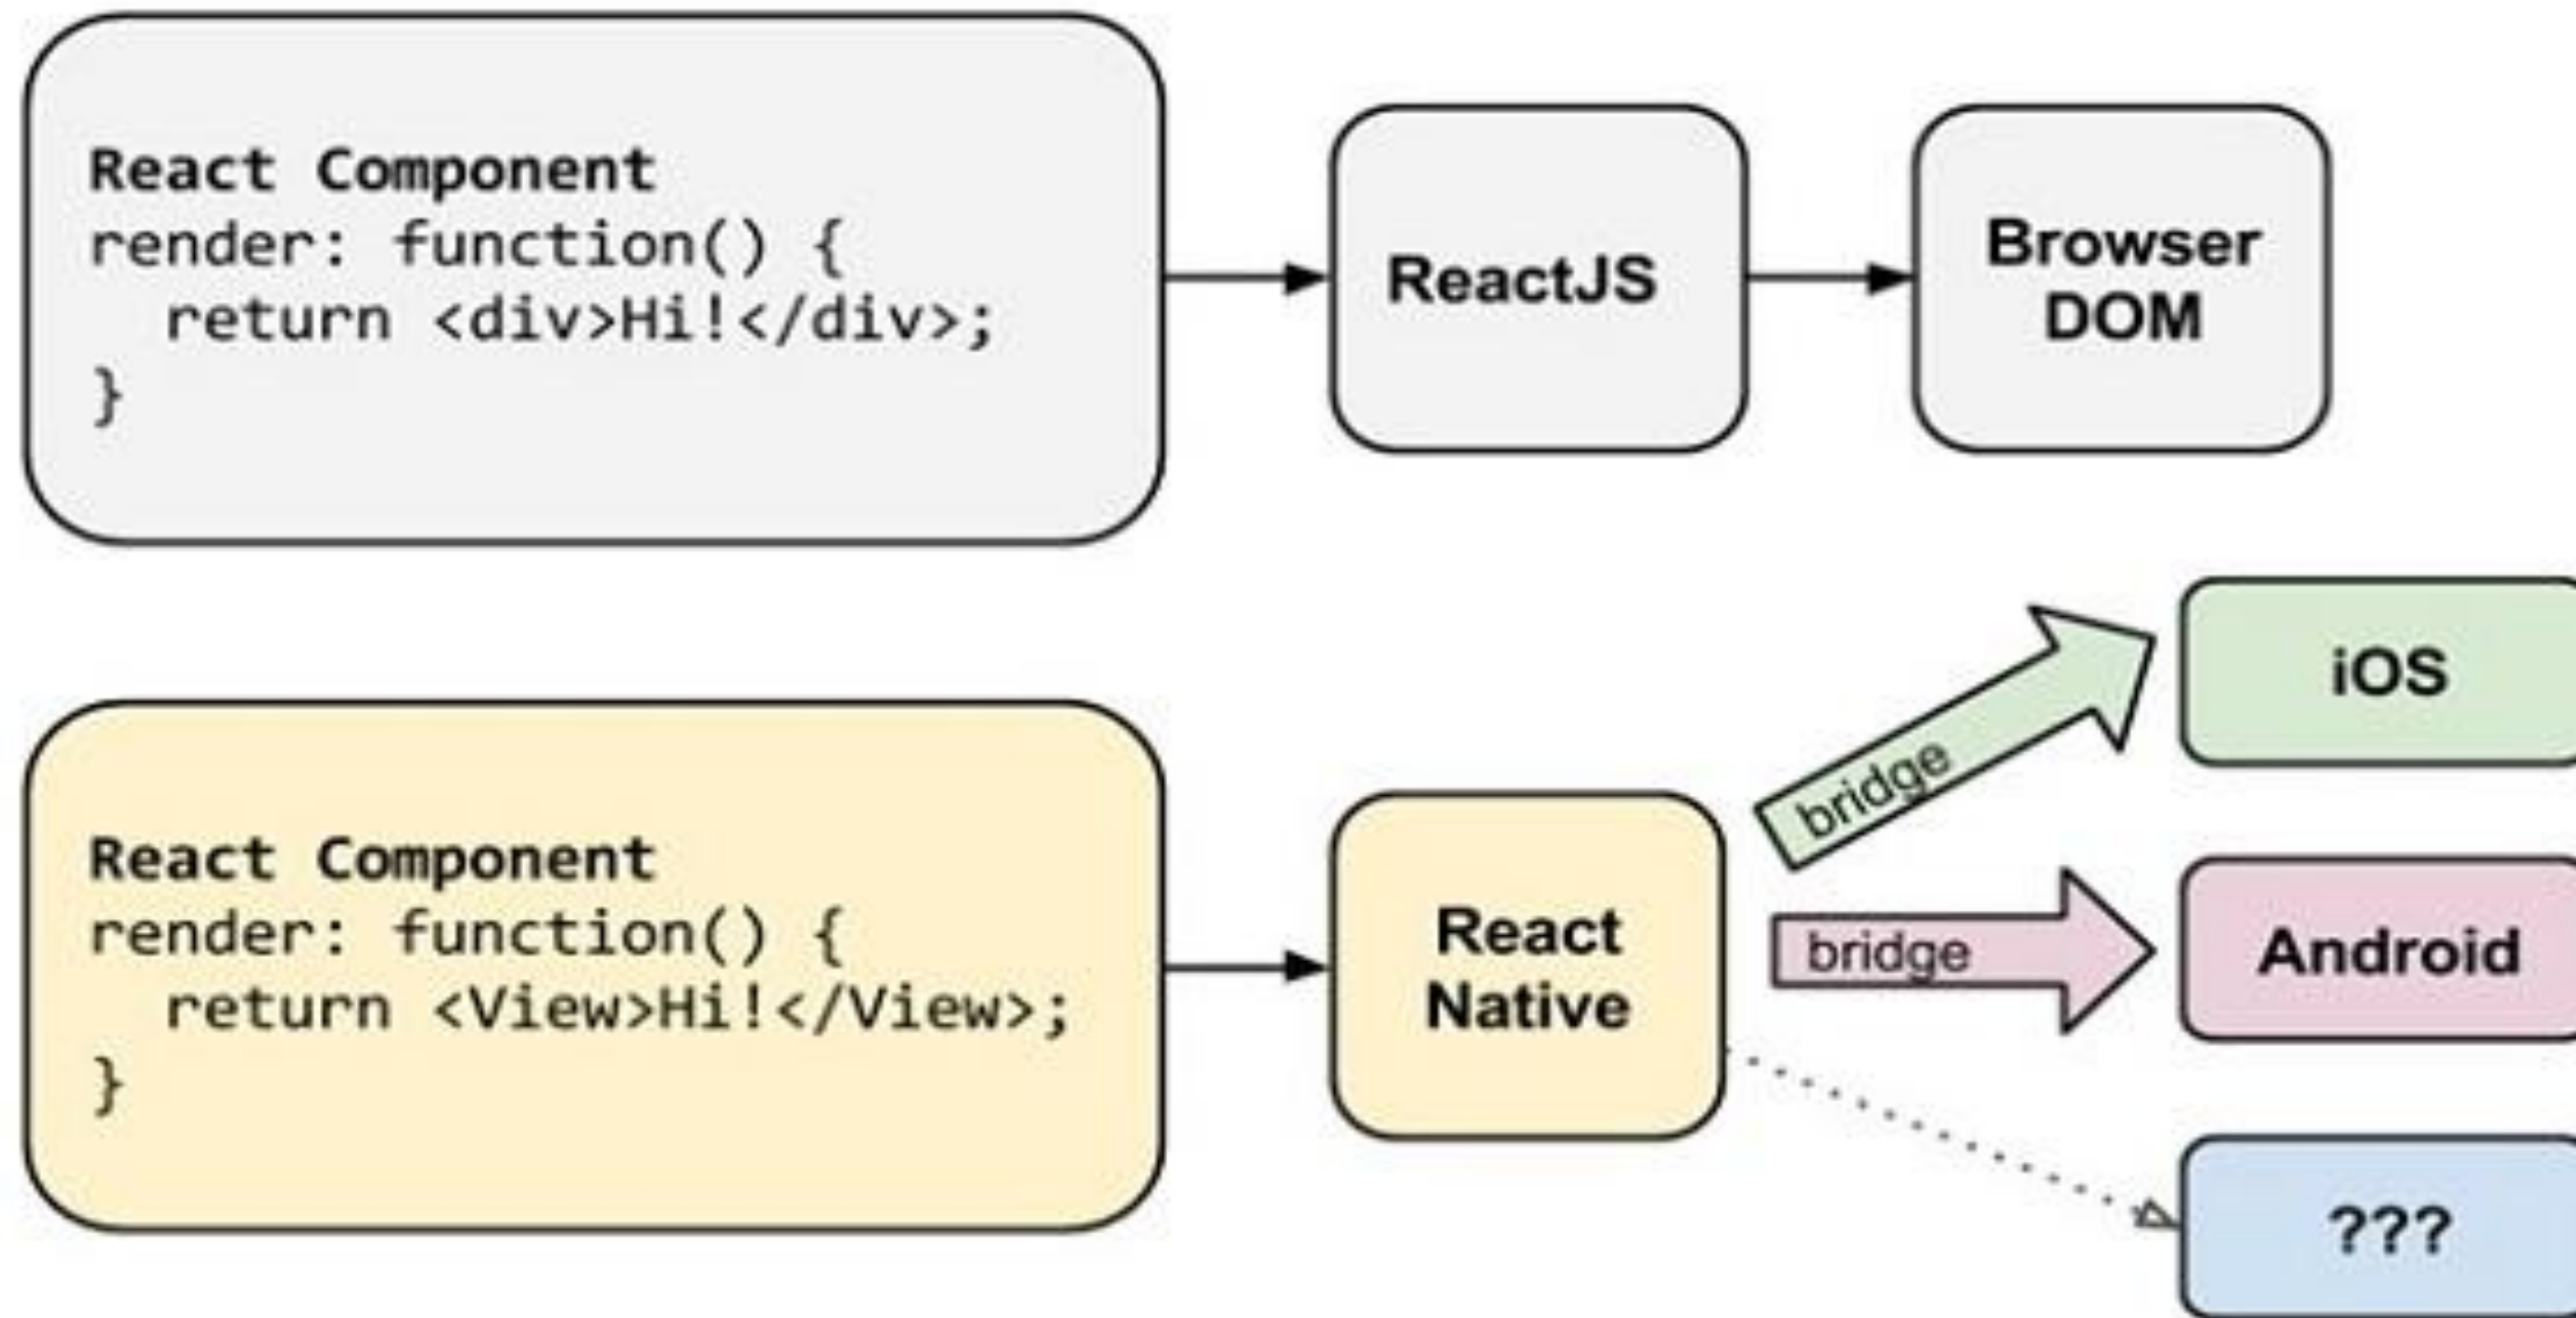 React Component
render: function() {
  return <div>Hi!</div>;
}
ReactJS
Browser
DOM
React Component
render: function() {
  return <View>Hi!</View>;
}
React
Native
bridge
iOS
bridge
Android
???